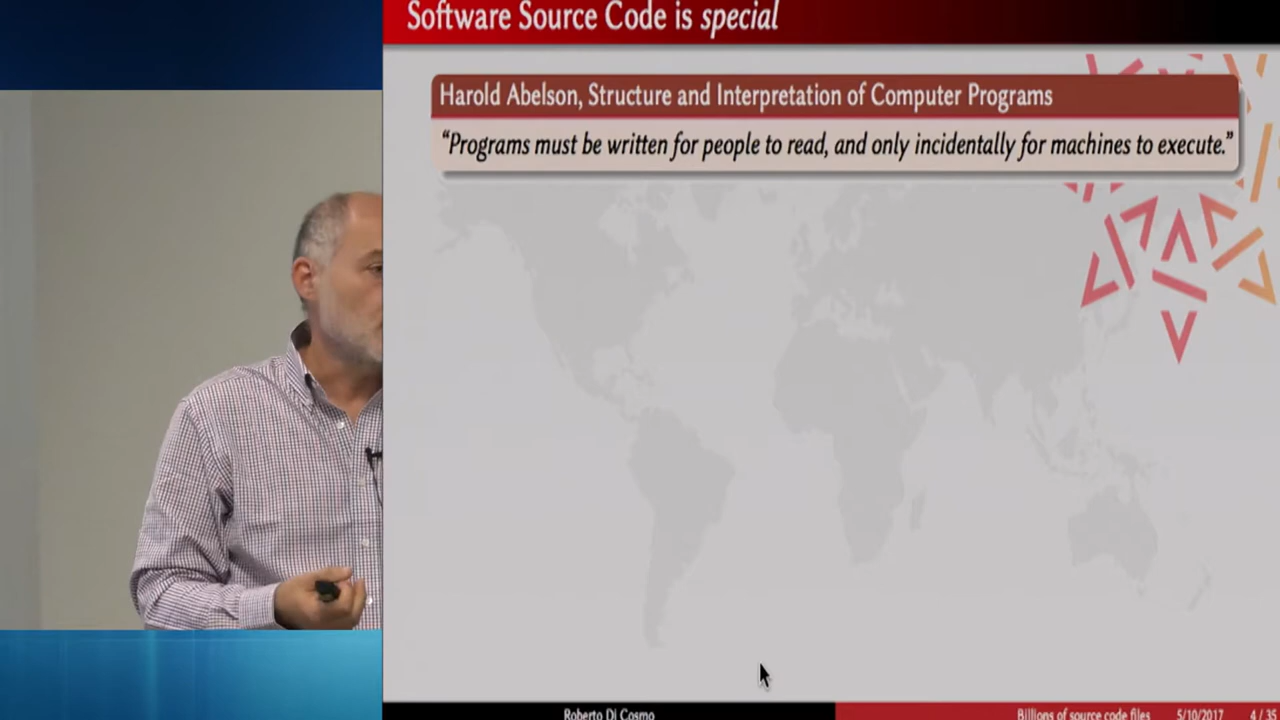 Software Source Code is special
Harold Abelson, Structure and Interpretation of Computer Programs
“Programs must be written for people to read, and only incidentally for machines to execute.”
Roberto Di Cosmo
Billions of source code files 5/10/2017 4 / 35